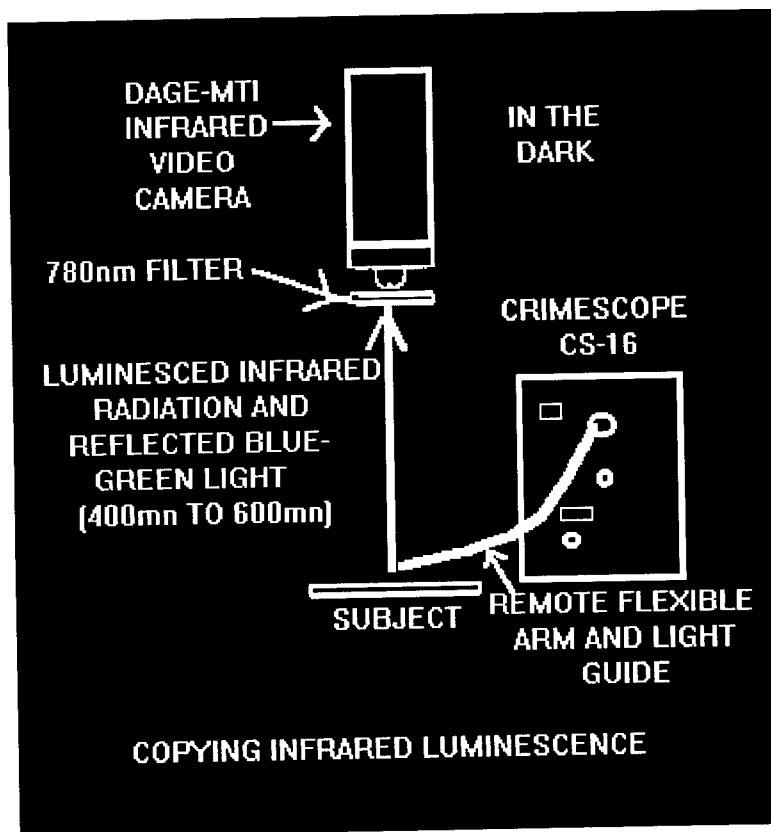 DAGE-MTI
INFRARED
VIDEO
CAMERA
IN THE
DARK
780nm FILTER
CRIMESCOPE
CS-16
LUMINESCED INFRARED
RADIATION AND
REFLECTED BLUE-
GREEN LIGHT
(400mn TO 600mn)
SUBJECT
REMOTE FLEXIBLE
ARM AND LIGHT
GUIDE
COPYING INFRARED LUMINESCENCE